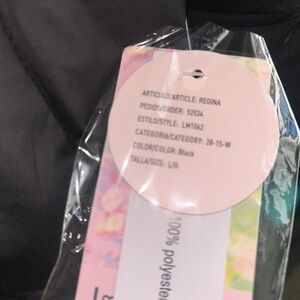 ARTICULO/ARTICLE: REGINA
PEDIDO/ORDER: 52534
ESTILO/STYLE: LM1062
CATEGORIA/CATEGORY: 28-15-W
COLOR/COLOR: Black
TALLA/SIZE: L/G
100% polyester